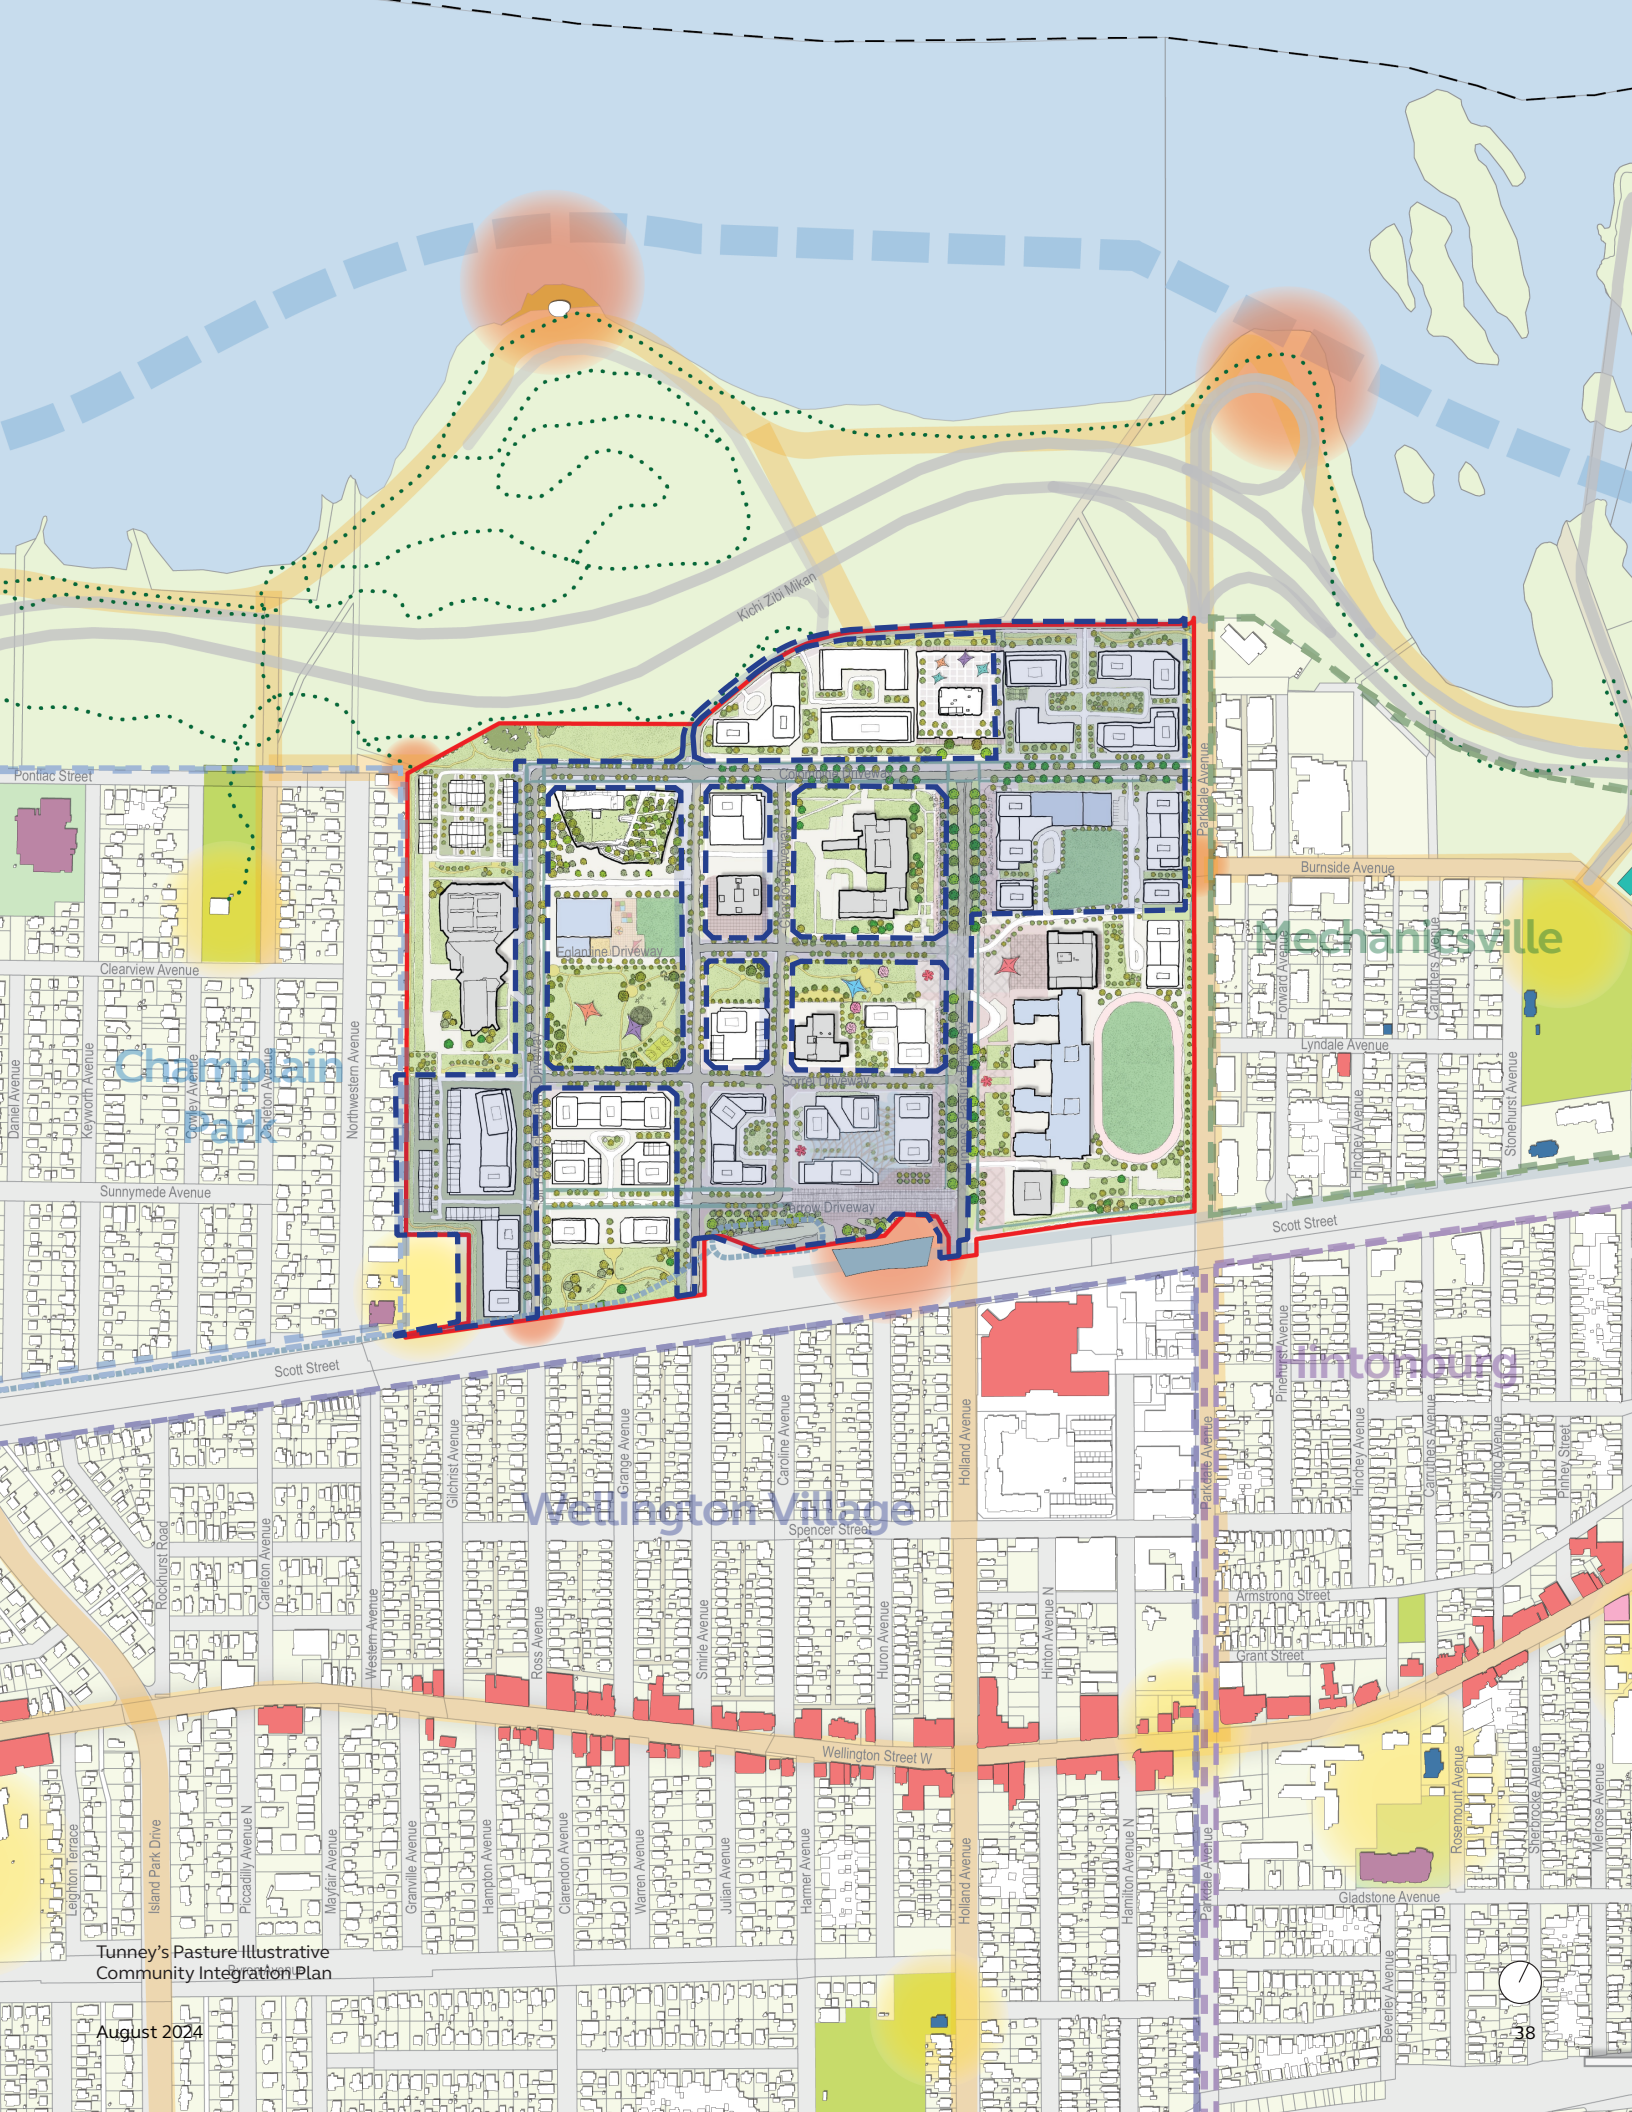 Kichi Zibi Mikan
Pontiac Street
Columbine Driveway
Parkdale Avenue
Burnside Avenue
Mechanicsville
Forward Avenue
Carruthers Avenue
Eglantine Driveway
Clearview Avenue
Lyndale Avenue
Champlain
Park
Daniel Avenue
Keyworth Avenue
Cowley Avenue
Carleton Avenue
Northwestern Avenue
Sorrel Driveway
Hinchey Avenue
Stonehurst Avenue
Sunnymede Avenue
Yarrow Driveway
Scott Street
Scott Street
Hintonburg
Pinehurst Avenue
Hinchey Avenue
Carruthers Avenue
Stirling Avenue
Pinhey Street
Parkdale Avenue
Gilchrist Avenue
Grange Avenue
Caroline Avenue
Holland Avenue
Wellington Village
Spencer Street
Rockhurst Road
Carleton Avenue
Western Avenue
Ross Avenue
Smirle Avenue
Huron Avenue
Hinton Avenue N
Armstrong Street
Grant Street
Wellington Street W
Leighton Terrace
Island Park Drive
Piccadilly Avenue N
Mayfair Avenue
Granville Avenue
Hampton Avenue
Clarendon Avenue
Warren Avenue
Julian Avenue
Harmer Avenue
Holland Avenue
Hamilton Avenue N
Parkdale Avenue
Rosemount Avenue
Sherbrooke Avenue
Melrose Avenue
Gladstone Avenue
Beverley Avenue
Tunney's Pasture Illustrative
Community Integration Plan
Byron Avenue
August 2024
38